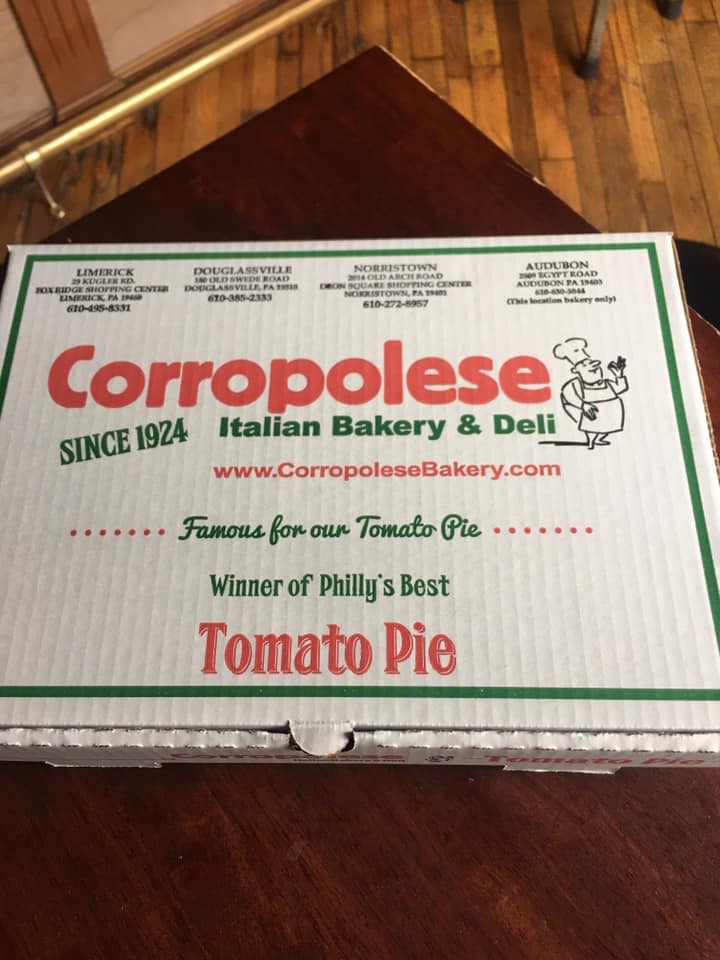 LIMERICK
29 KUGLER RD.
FOX RIDGE SHOPPING CENTER
LIMERICK, PA 19468
610-495-8331
DOUGLASSVILLE
180 OLD SWEDE ROAD
DOUGLASSVILLE, PA 19518
610-385-2333
NORRISTOWN
2014 OLD ARCH ROAD
SQUARE SHOPPING CENTER
NORRISTOWN, PA 19401
610-272-8957
AUDUBON
EGYPT ROAD
AUDUBON PA 19403
(This location bakery only)
Corropolese
SINCE 1924 Italian Bakery & Deli
www.CorropoleseBakery.com
Famous for our Tomato Pie
Winner of Philly's Best
Tomato Pie
Tomato Pie